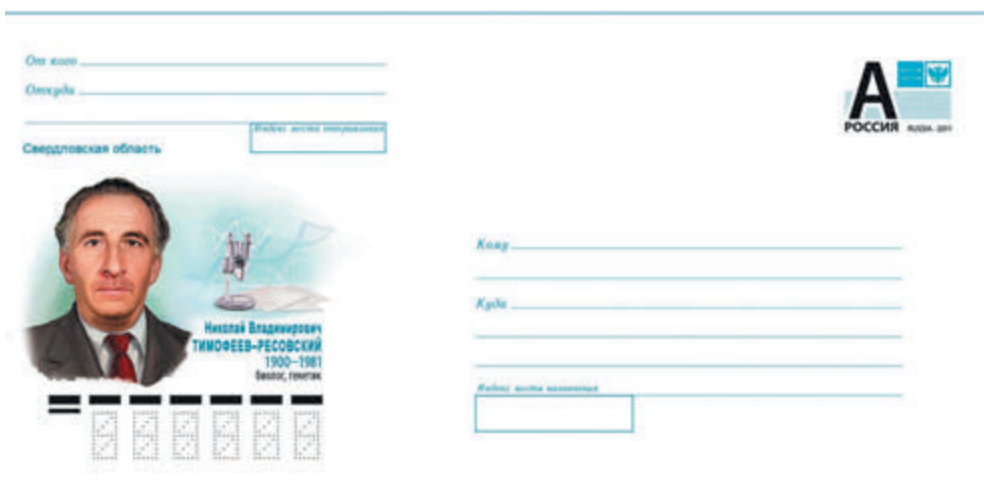 От кого
Откуда
Индекс места отправления
Свердловская область
А
РОССИЯ RUSSIA · 2011
Николай Владимирович
ТИМОФЕЕВ-РЕСОВСКИЙ
1900–1981
биолог, генетик
Кому
Куда
Индекс места назначения